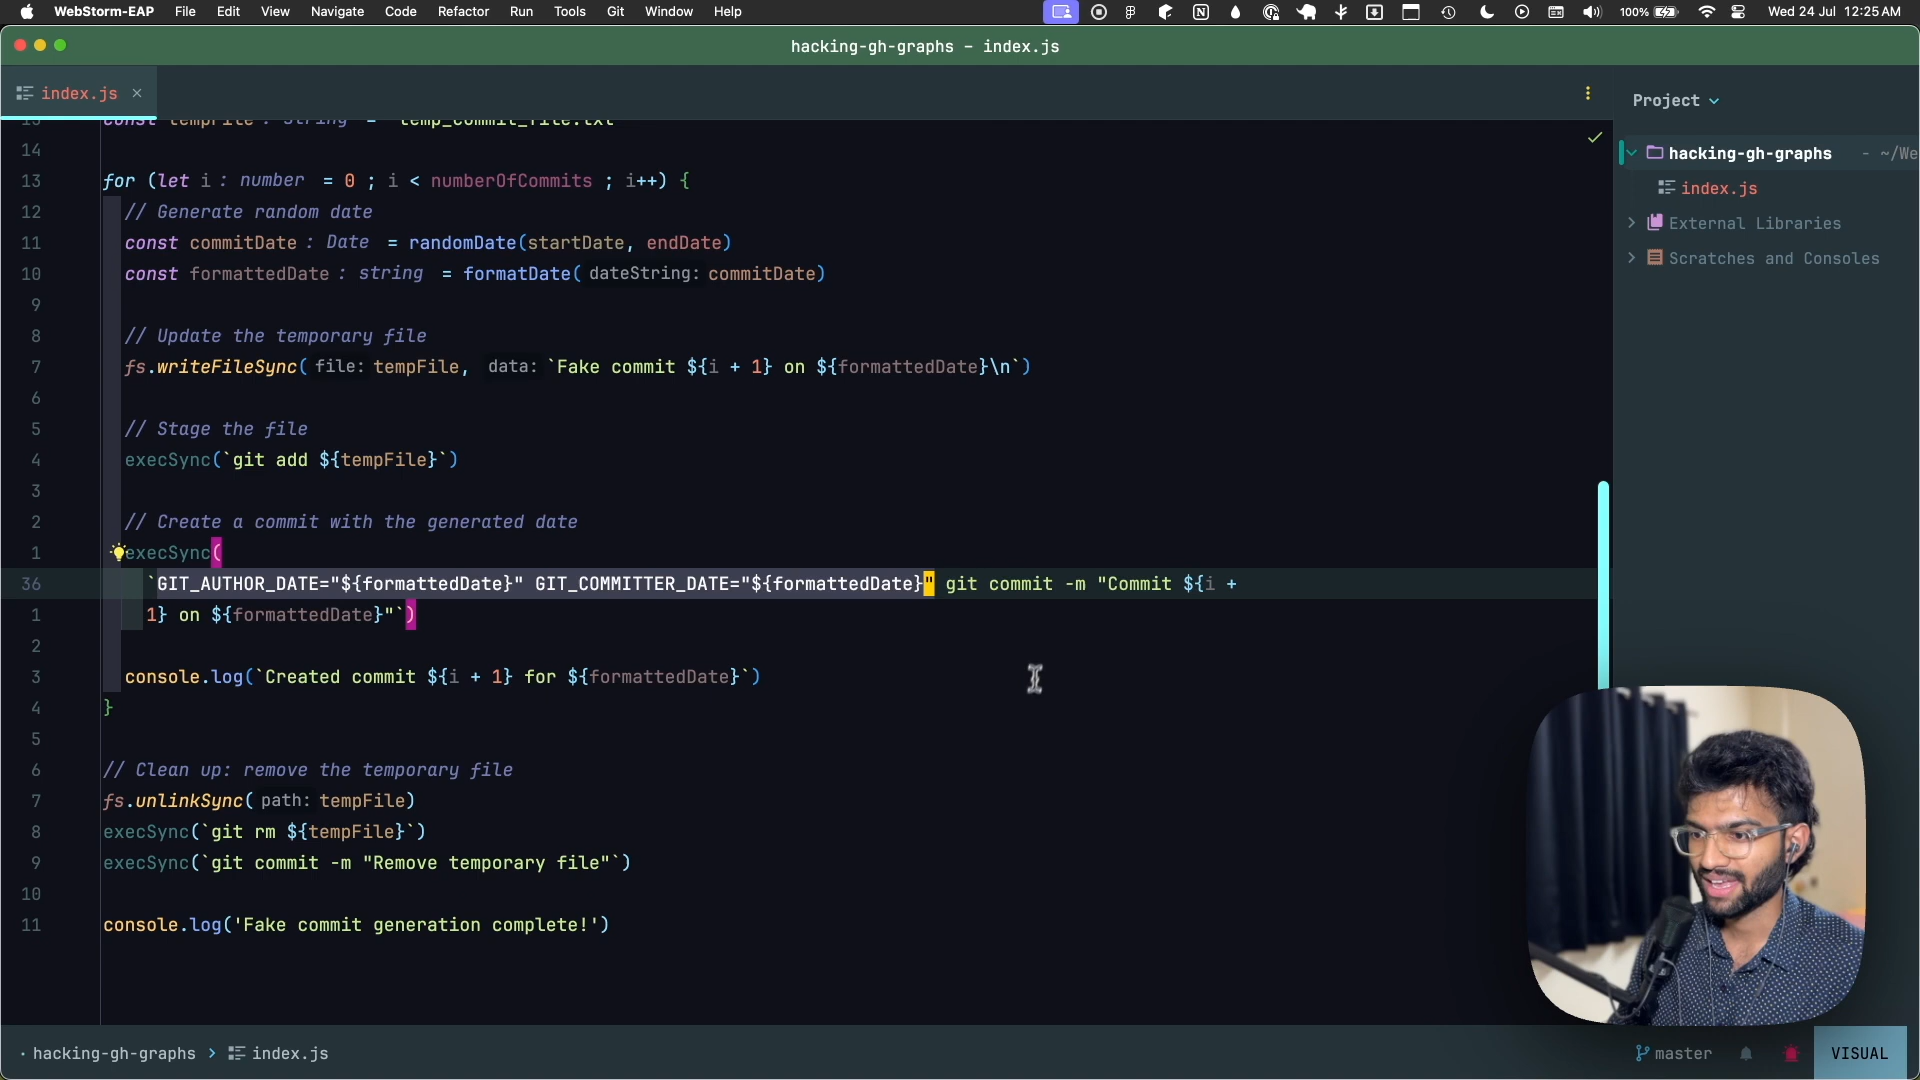 WebStorm-EAP File Edit View Navigate Code Refactor Run Tools Git Window Help 100% Wed 24 Jul 12:25 AM
hacking-gh-graphs – index.js
index.js ×
Project
15 const tempFile : String = 'temp_commit_file.txt'
14
13 for (let i : number = 0 ; i < numberOfCommits ; i++) {
12 // Generate random date
11 const commitDate : Date = randomDate(startDate, endDate)
10 const formattedDate : string = formatDate( dateString: commitDate)
9
8 // Update the temporary file
7 fs.writeFileSync( file: tempFile, data: `Fake commit ${i + 1} on ${formattedDate}\n`)
6
5 // Stage the file
4 execSync(`git add ${tempFile}`)
3
2 // Create a commit with the generated date
1 execSync(
36 `GIT_AUTHOR_DATE="${formattedDate}" GIT_COMMITTER_DATE="${formattedDate}" git commit -m "Commit ${i +
1 1} on ${formattedDate}"`)
2
3 console.log(`Created commit ${i + 1} for ${formattedDate}`)
4 }
5
6 // Clean up: remove the temporary file
7 fs.unlinkSync( path: tempFile)
8 execSync(`git rm ${tempFile}`)
9 execSync(`git commit -m "Remove temporary file"`)
10
11 console.log('Fake commit generation complete!')
hacking-gh-graphs - ~/We
index.js
External Libraries
Scratches and Consoles
hacking-gh-graphs > index.js
master
VISUAL